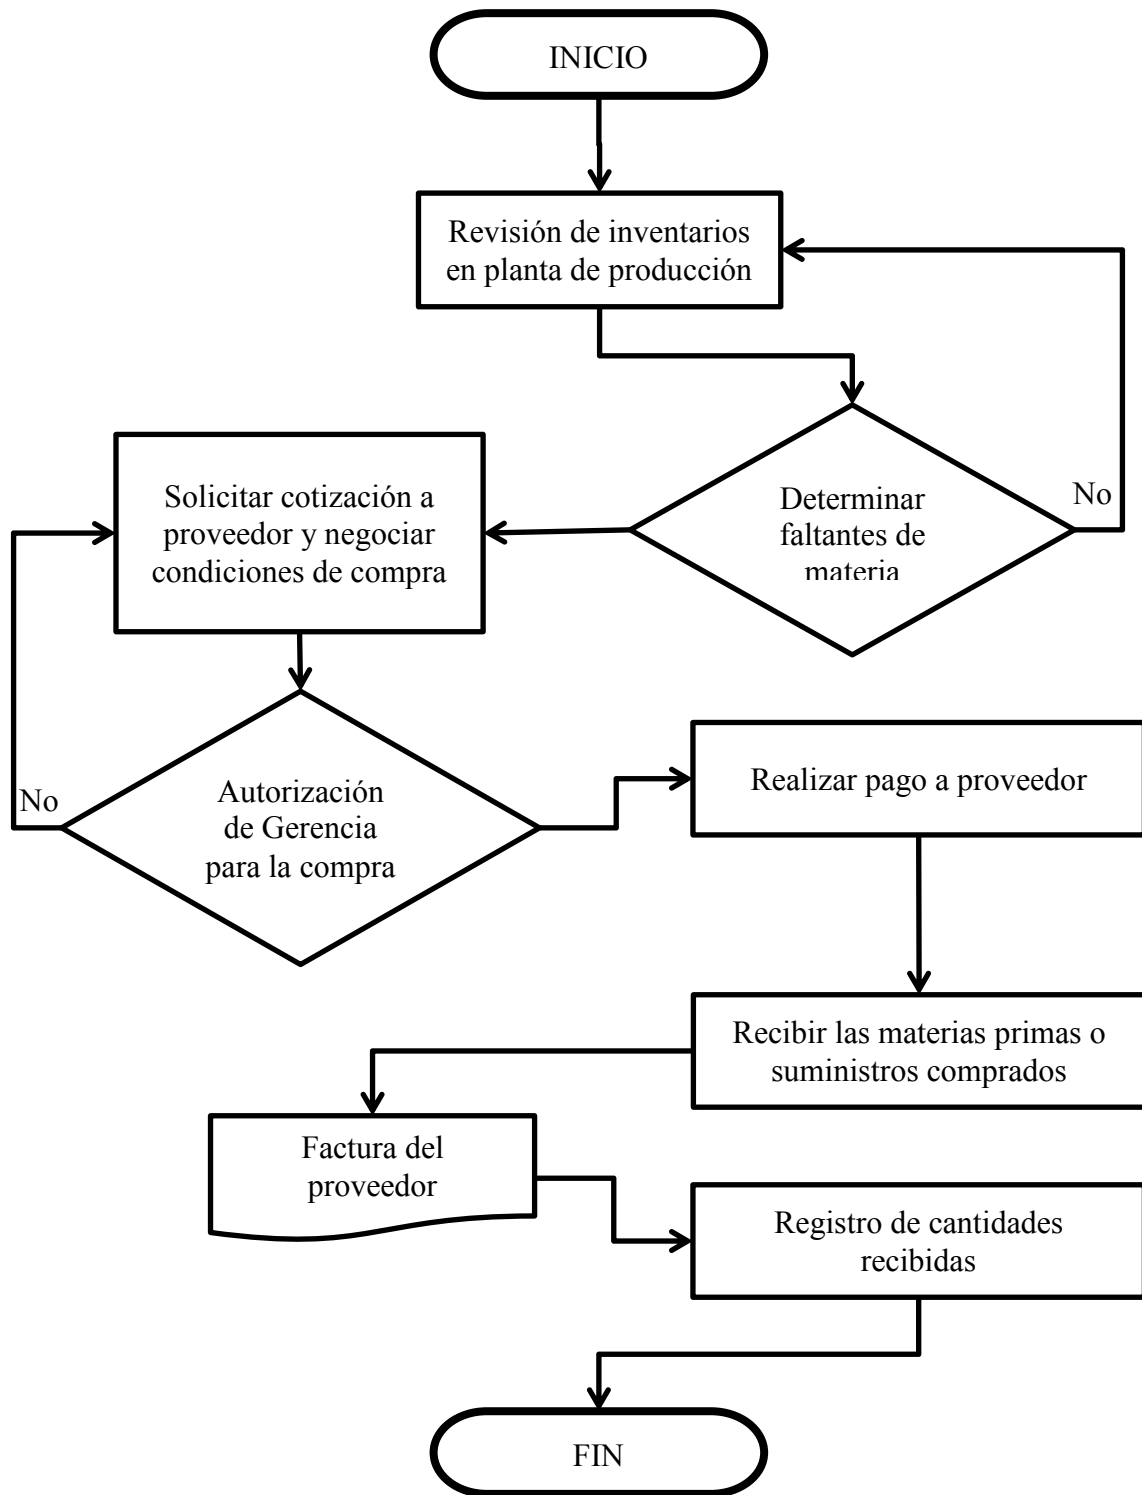 INICIO
Revisión de inventarios
en planta de producción
Determinar
faltantes de
materia
No
Solicitar cotización a
proveedor y negociar
condiciones de compra
No
Autorización
de Gerencia
para la compra
Realizar pago a proveedor
Recibir las materias primas o
suministros comprados
Factura del
proveedor
Registro de cantidades
recibidas
FIN